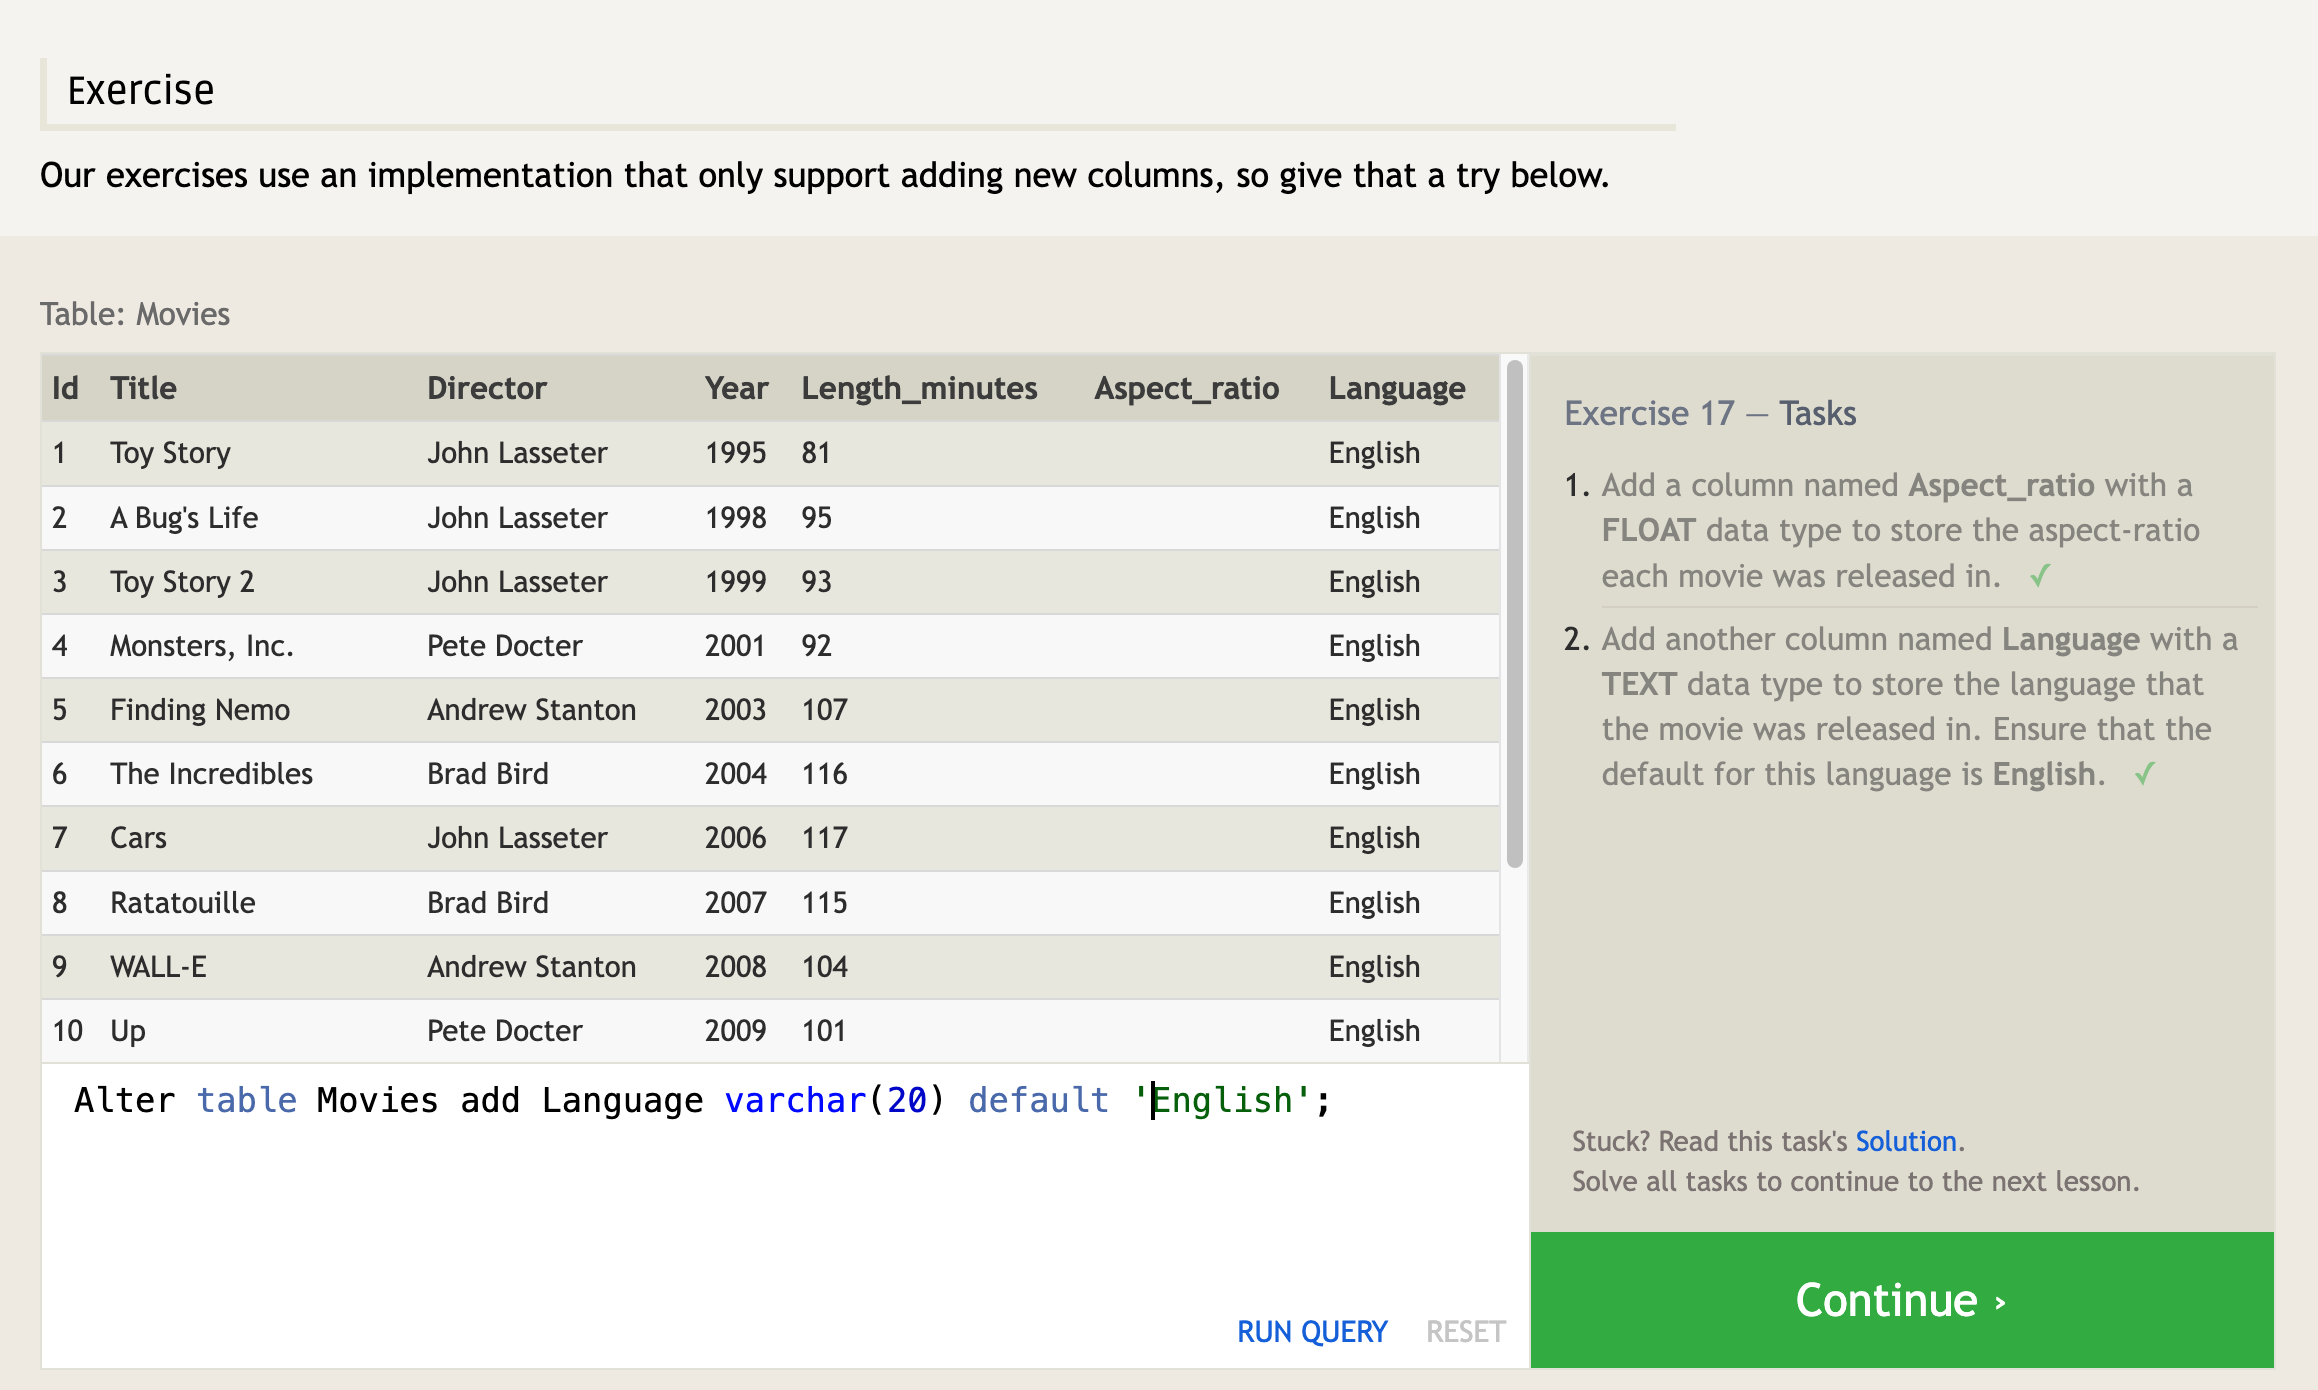 Exercise
Our exercises use an implementation that only support adding new columns, so give that a try below.
Table: Movies
Id Title Director Year Length_minutes Aspect_ratio Language
1 Toy Story John Lasseter 1995 81 English
2 A Bug's Life John Lasseter 1998 95 English
3 Toy Story 2 John Lasseter 1999 93 English
4 Monsters, Inc. Pete Docter 2001 92 English
5 Finding Nemo Andrew Stanton 2003 107 English
6 The Incredibles Brad Bird 2004 116 English
7 Cars John Lasseter 2006 117 English
8 Ratatouille Brad Bird 2007 115 English
9 WALL-E Andrew Stanton 2008 104 English
10 Up Pete Docter 2009 101 English
Alter table Movies add Language varchar(20) default 'English';
RUN QUERY RESET
Exercise 17 — Tasks
1. Add a column named Aspect_ratio with a
FLOAT data type to store the aspect-ratio
each movie was released in. ✓
2. Add another column named Language with a
TEXT data type to store the language that
the movie was released in. Ensure that the
default for this language is English. ✓
Stuck? Read this task's Solution.
Solve all tasks to continue to the next lesson.
Continue ›